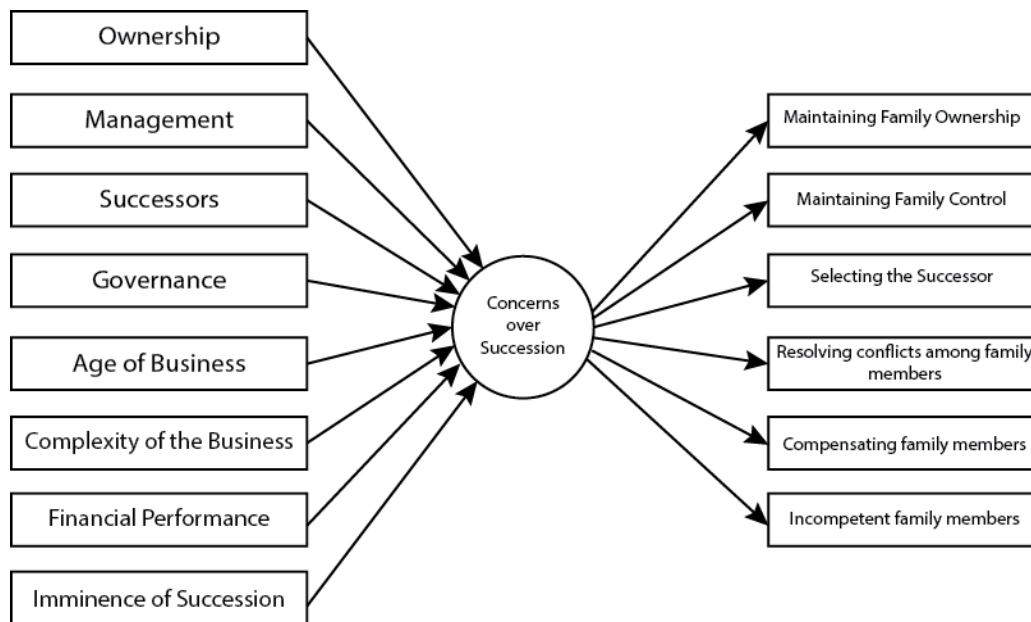 Ownership
Management
Successors
Governance
Age of Business
Complexity of the Business
Financial Performance
Imminence of Succession
Concerns
over
Succession
Maintaining Family Ownership
Maintaining Family Control
Selecting the Successor
Resolving conflicts among family
members
Compensating family members
Incompetent family members